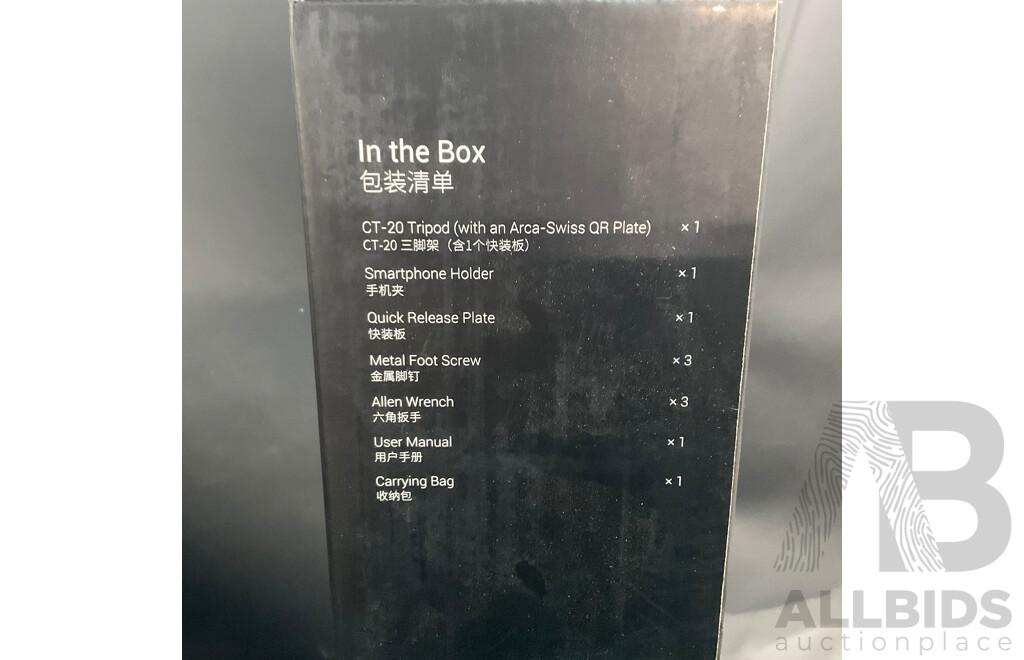 In the Box
包装清单
CT-20 Tripod (with an Arca-Swiss QR Plate) × 1
CT-20 三脚架（含1个快装板）
Smartphone Holder × 1
手机夹
Quick Release Plate × 1
快装板
Metal Foot Screw × 3
金属脚钉
Allen Wrench × 3
六角扳手
User Manual × 1
用户手册
Carrying Bag × 1
收纳包
AB
ALLBIDS
auctionplace